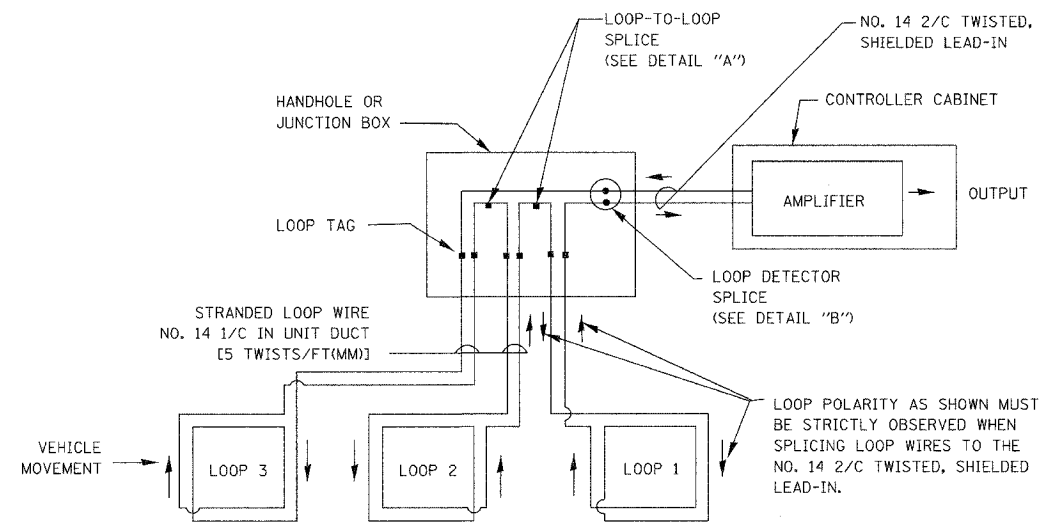 LOOP-TO-LOOP
SPLICE
(SEE DETAIL "A")
NO. 14 2/C TWISTED,
SHIELDED LEAD-IN
HANDHOLE OR
JUNCTION BOX
CONTROLLER CABINET
AMPLIFIER
OUTPUT
LOOP TAG
LOOP DETECTOR
SPLICE
(SEE DETAIL "B")
STRANDED LOOP WIRE
NO. 14 1/C IN UNIT DUCT
[5 TWISTS/FT(MM)]
LOOP POLARITY AS SHOWN MUST
BE STRICTLY OBSERVED WHEN
SPLICING LOOP WIRES TO THE
NO. 14 2/C TWISTED, SHIELDED
LEAD-IN.
VEHICLE
MOVEMENT
LOOP 3
LOOP 2
LOOP 1